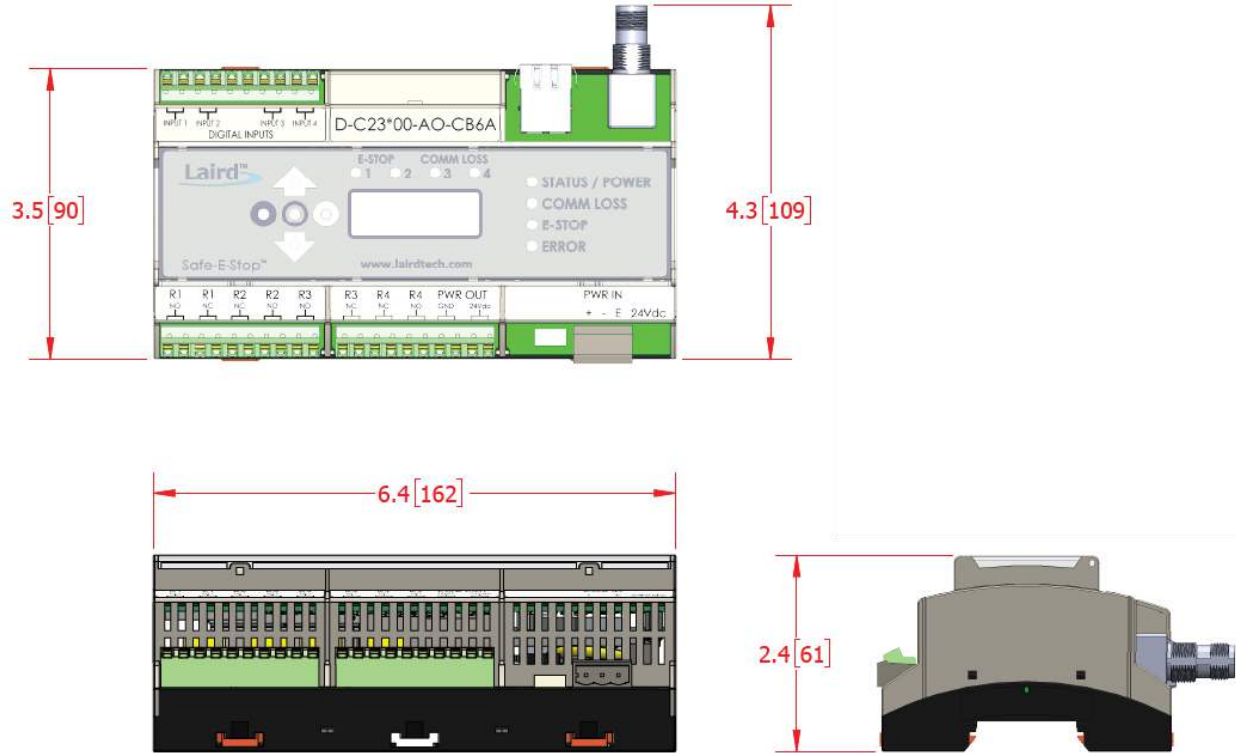 INPUT 1 INPUT 2 INPUT 3 INPUT 4
DIGITAL INPUTS
D-C23*00-AO-CB6A
Laird™
E-STOP COMM LOSS
1 2 3 4
STATUS / POWER
COMM LOSS
E-STOP
ERROR
Safe-E-Stop™
www.lairdtech.com
3.5[90]
4.3[109]
R1 R1 R2 R2 R3 R3 R4 R4 PWR OUT PWR IN
NO NC NC NO NO NC NC NO GND 24Vdc
+ - E 24Vdc
6.4[162]
2.4[61]